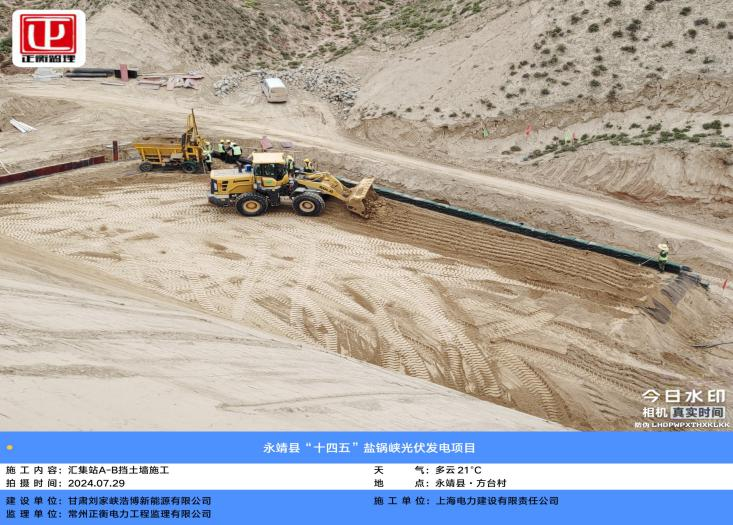 正衡管理
今日水印
相机 真实时间
防伪 LHDPWPXTHXKLKK
永靖县“十四五”盐锅峡光伏发电项目
施工内容：汇集站A-B挡土墙施工
天气：多云 21℃
拍摄时间：2024.07.29
地点：永靖县·方台村
建设单位：甘肃刘家峡浩博新能源有限公司
施工单位：上海电力建设有限责任公司
监理单位：常州正衡电力工程监理有限公司